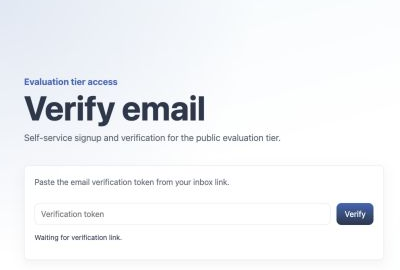 Evaluation tier access
Verify email
Self-service signup and verification for the public evaluation tier.
Paste the email verification token from your inbox link.
Verification token
Verify
Waiting for verification link.